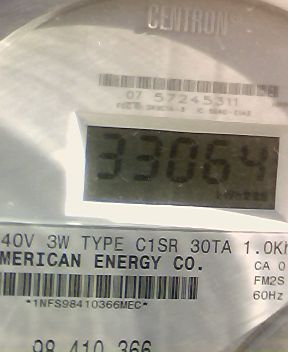 CENTRON
07 57245311
33064
40V 3W TYPE C1SR 30TA 1.0Kh
MERICAN ENERGY CO.
CA 0
FM2S
60Hz
*1NFS98410366MEC*
98 410 366